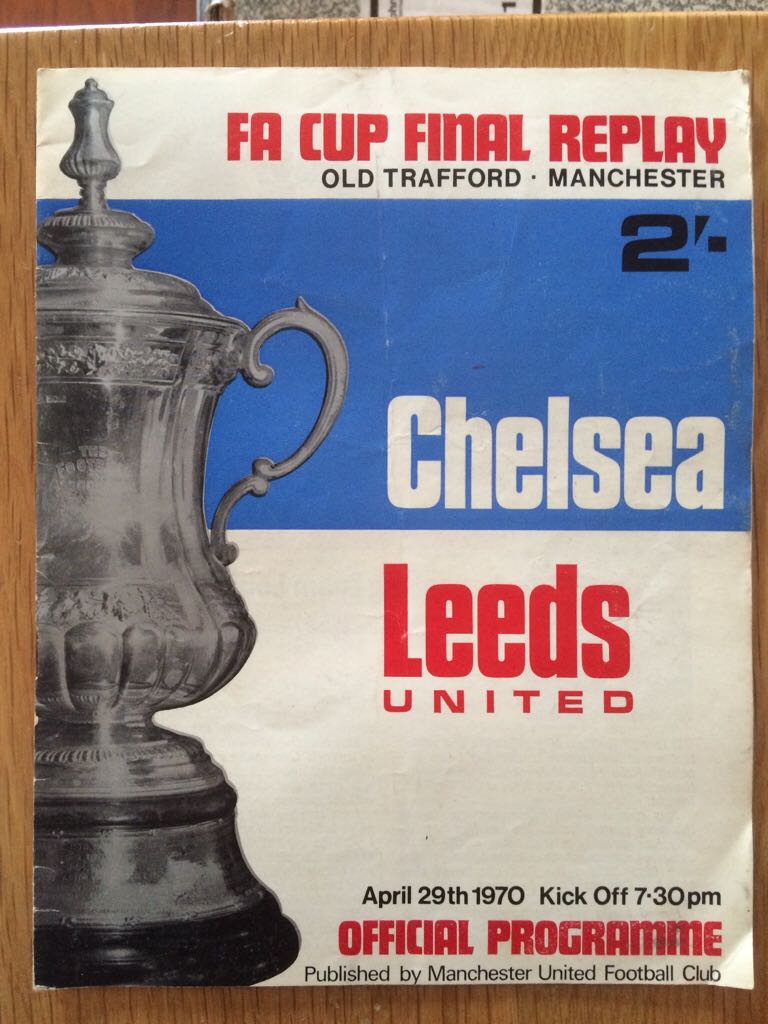 FA CUP FINAL REPLAY
OLD TRAFFORD · MANCHESTER
2'-
Chelsea
THE
Leeds
UNITED
April 29th 1970 Kick Off 7·30pm
OFFICIAL PROGRAMME
Published by Manchester United Football Club